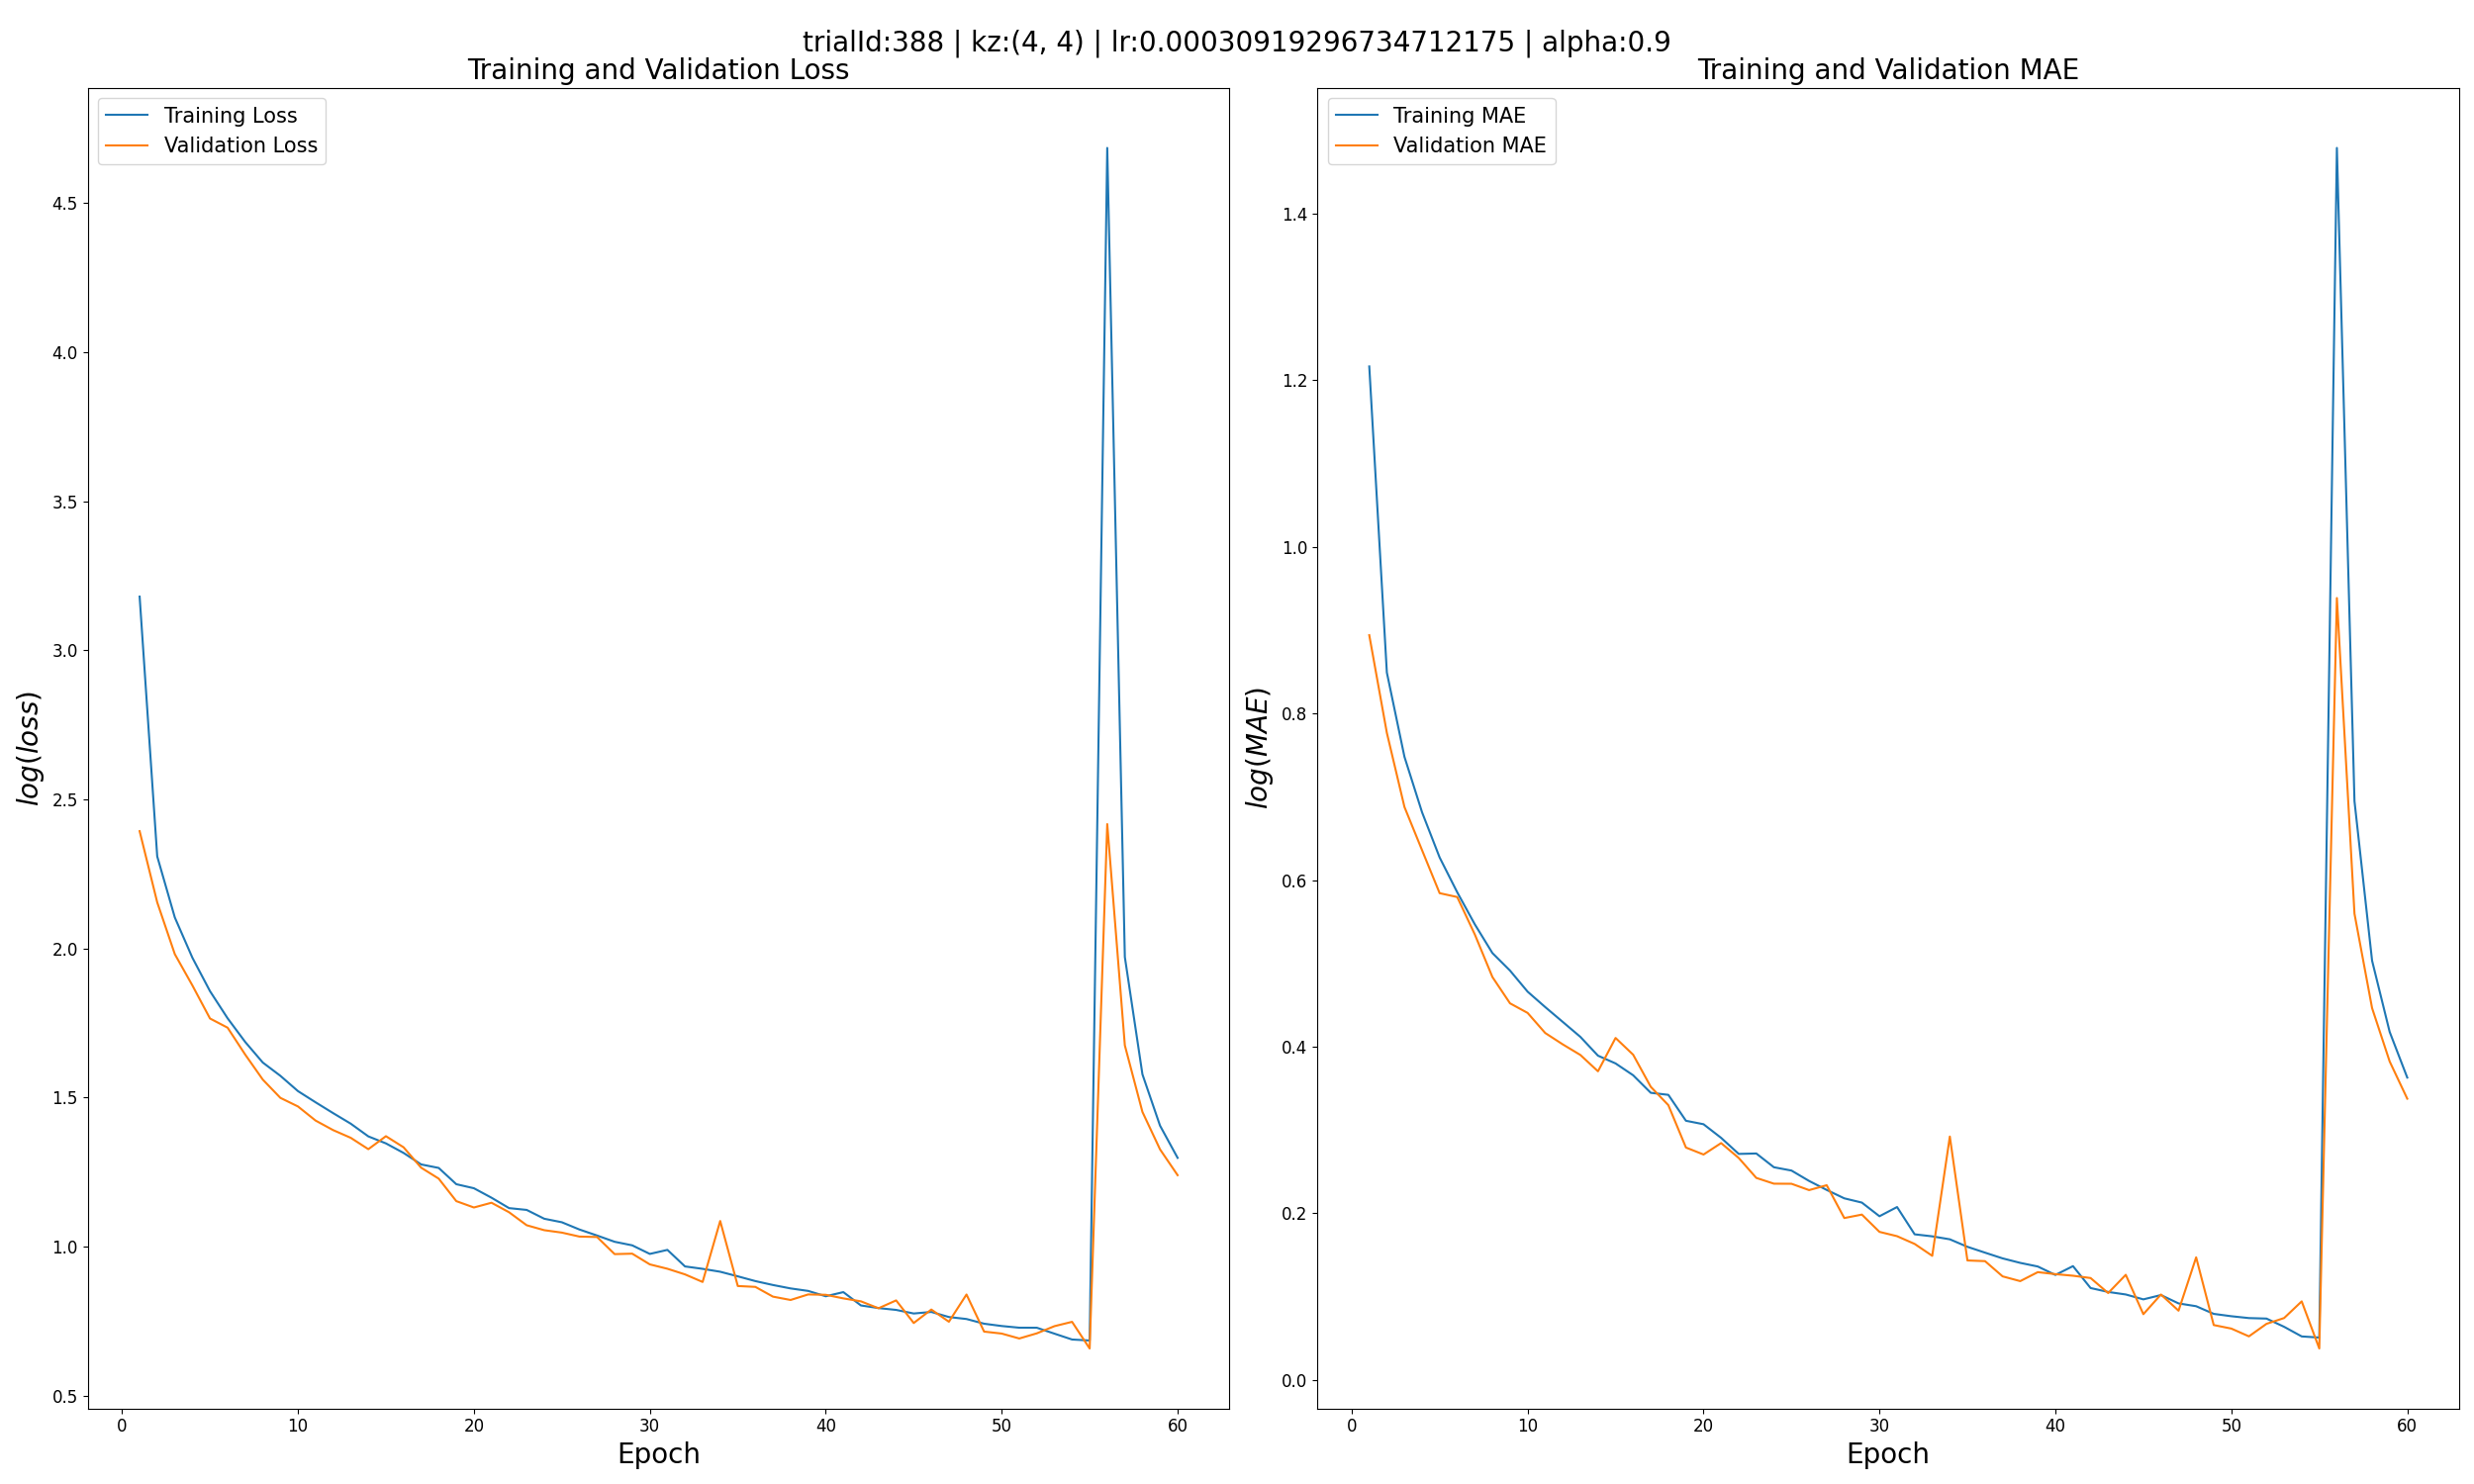 trialId:388 | kz:(4, 4) | lr:0.00030919296734712175 | alpha:0.9
Training and Validation Loss
Training Loss
Validation Loss
4.5
4.0
3.5
3.0
2.5
2.0
1.5
1.0
0.5
log(loss)
0 10 20 30 40 50 60
Epoch
Training and Validation MAE
Training MAE
Validation MAE
1.4
1.2
1.0
0.8
0.6
0.4
0.2
0.0
log(MAE)
0 10 20 30 40 50 60
Epoch